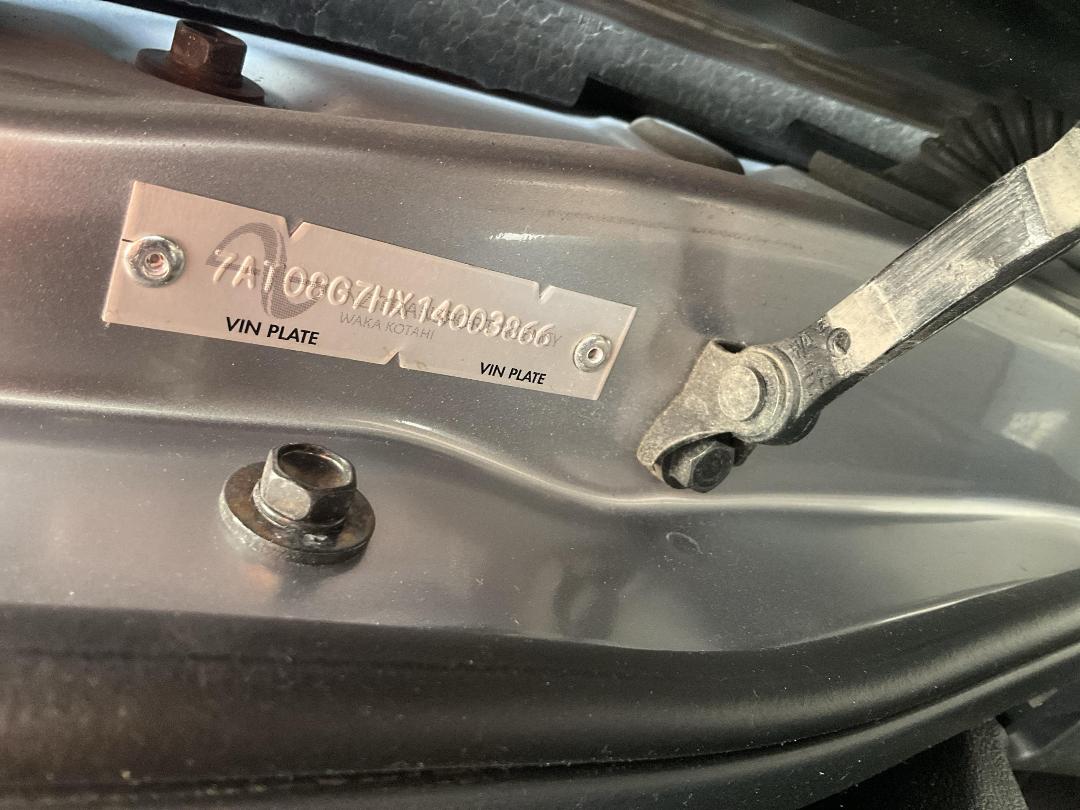 7AT08G7HX14003866
WAKA KOTAHI
VIN PLATE
VIN PLATE